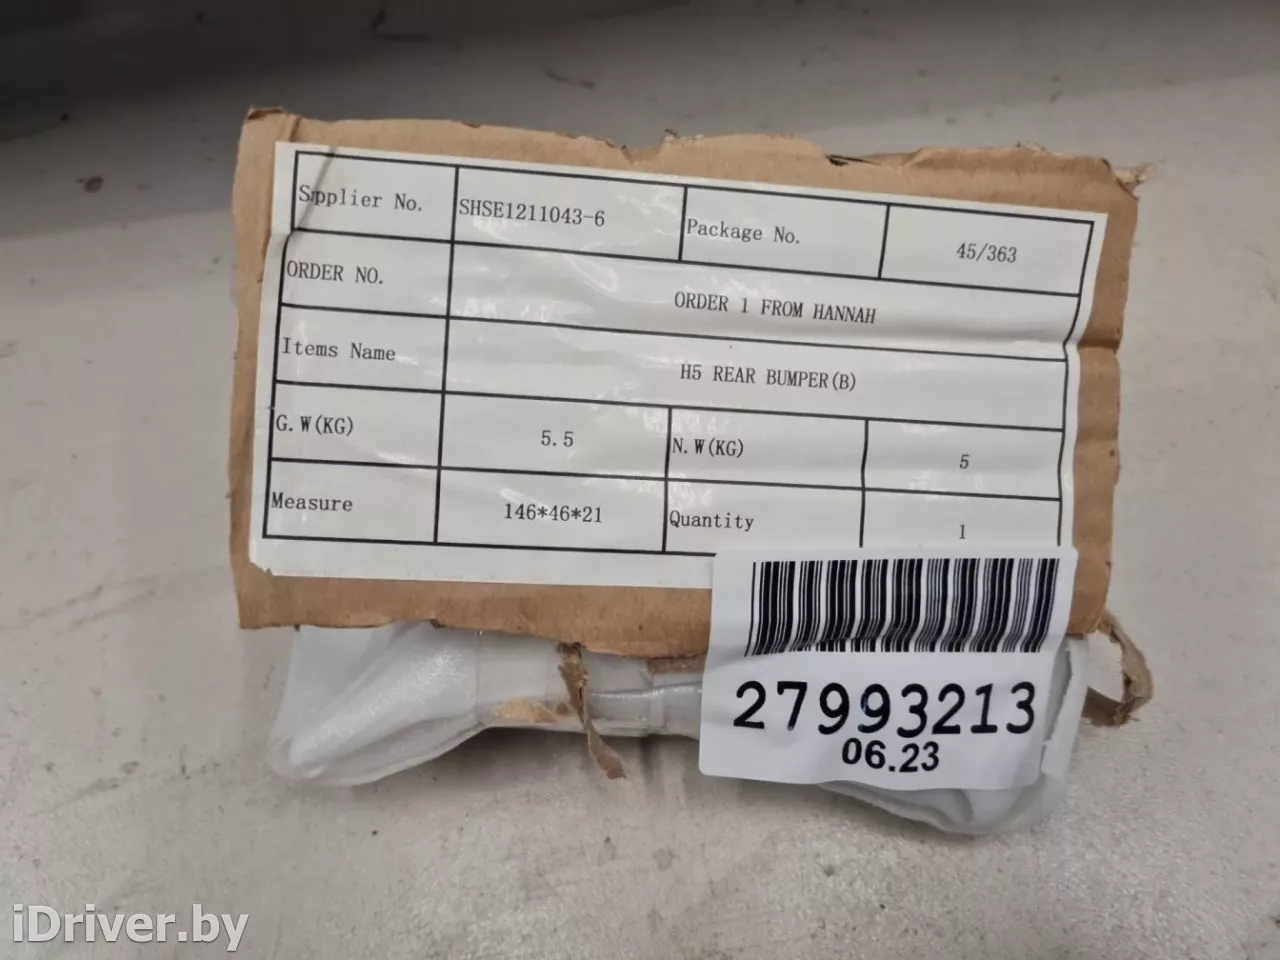 Supplier No. SHSE1211043-6 Package No. 45/363
ORDER NO. ORDER 1 FROM HANNAH
Items Name H5 REAR BUMPER(B)
G.W(KG) 5.5 N.W(KG) 5
Measure 146*46*21 Quantity 1
27993213
06.23
iDriver.by